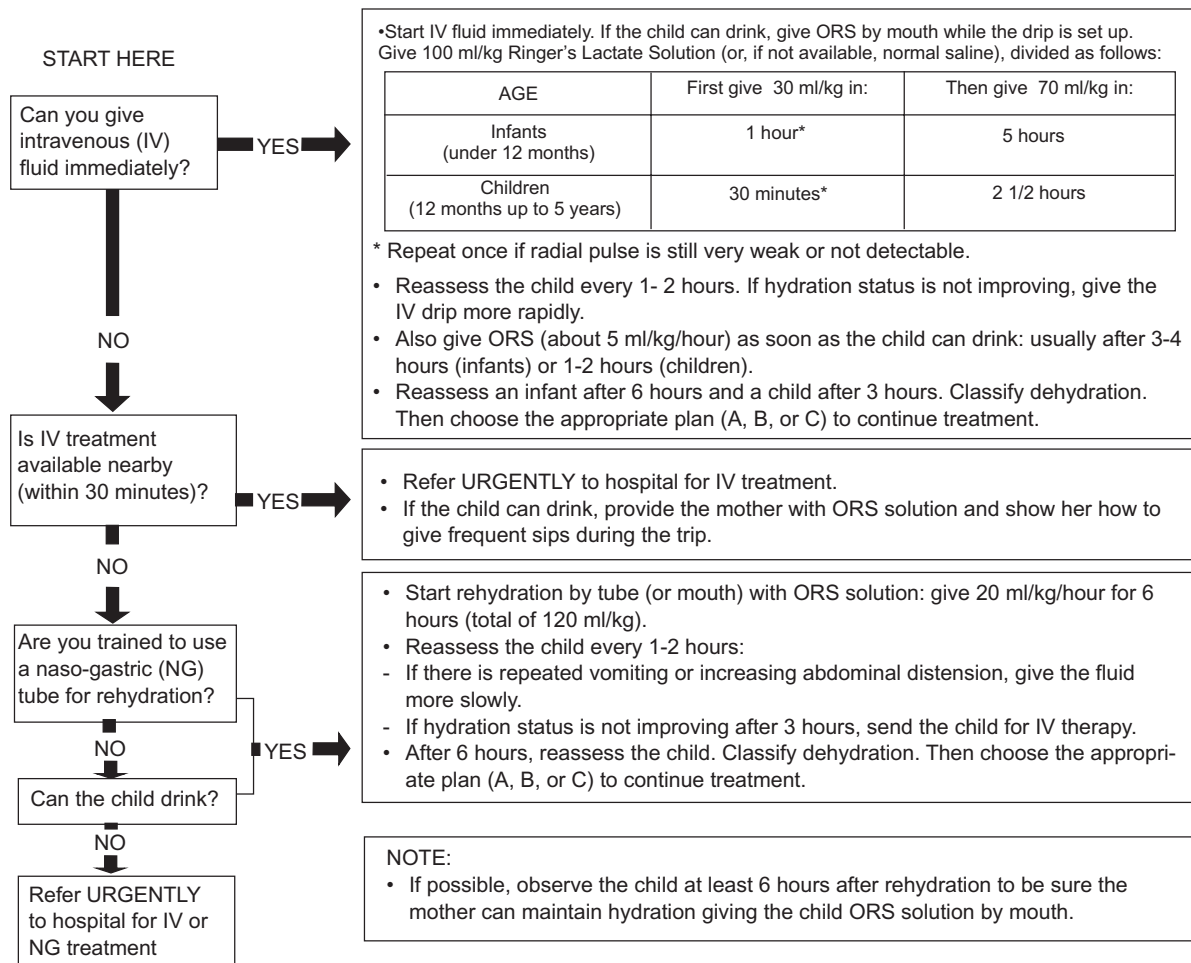 START HERE
Can you give
intravenous (IV)
fluid immediately?
YES
•Start IV fluid immediately. If the child can drink, give ORS by mouth while the drip is set up.
Give 100 ml/kg Ringer's Lactate Solution (or, if not available, normal saline), divided as follows:
AGE
First give 30 ml/kg in:
Then give 70 ml/kg in:
Infants
(under 12 months)
1 hour*
5 hours
Children
(12 months up to 5 years)
30 minutes*
2 1/2 hours
* Repeat once if radial pulse is still very weak or not detectable.
• Reassess the child every 1- 2 hours. If hydration status is not improving, give the
IV drip more rapidly.
• Also give ORS (about 5 ml/kg/hour) as soon as the child can drink: usually after 3-4
hours (infants) or 1-2 hours (children).
• Reassess an infant after 6 hours and a child after 3 hours. Classify dehydration.
Then choose the appropriate plan (A, B, or C) to continue treatment.
NO
Is IV treatment
available nearby
(within 30 minutes)?
YES
• Refer URGENTLY to hospital for IV treatment.
• If the child can drink, provide the mother with ORS solution and show her how to
give frequent sips during the trip.
NO
Are you trained to use
a naso-gastric (NG)
tube for rehydration?
NO
Can the child drink?
YES
• Start rehydration by tube (or mouth) with ORS solution: give 20 ml/kg/hour for 6
hours (total of 120 ml/kg).
• Reassess the child every 1-2 hours:
- If there is repeated vomiting or increasing abdominal distension, give the fluid
more slowly.
- If hydration status is not improving after 3 hours, send the child for IV therapy.
• After 6 hours, reassess the child. Classify dehydration. Then choose the appropri-
ate plan (A, B, or C) to continue treatment.
NO
Refer URGENTLY
to hospital for IV or
NG treatment
NOTE:
• If possible, observe the child at least 6 hours after rehydration to be sure the
mother can maintain hydration giving the child ORS solution by mouth.